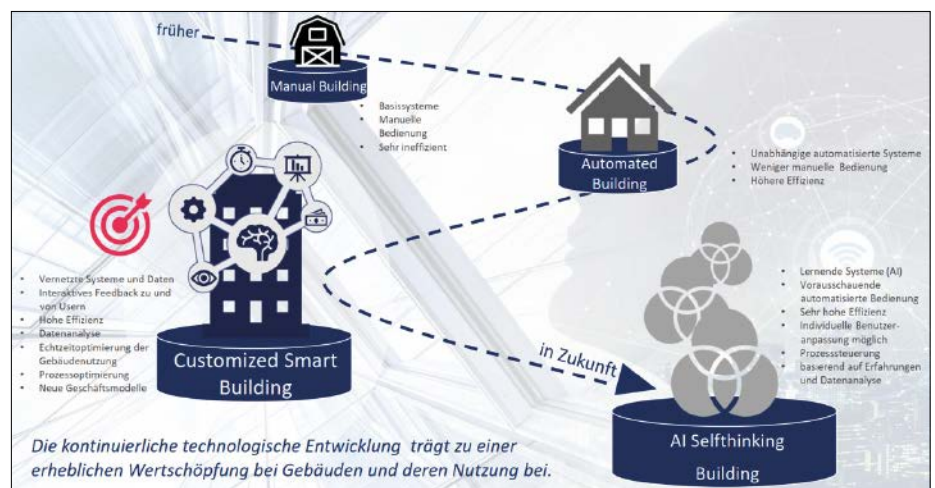 früher
Manual Building
Basissysteme
Manuelle
Bedienung
Sehr ineffizient
Automated
Building
Unabhängige automatisierte Systeme
Weniger manuelle Bedienung
Höhere Effizienz
Vernetzte Systeme und Daten
Interaktives Feedback zu und
von Usern
Hohe Effizienz
Datenanalyse
Echtzeitoptimierung der
Gebäudenutzung
Prozessoptimierung
Neue Geschäftsmodelle
Customized Smart
Building
in Zukunft
Lernende Systeme (AI)
Vorausschauende
automatisierte Bedienung
Sehr hohe Effizienz
Individuelle Benutzer-
anpassung möglich
Prozesssteuerung
basierend auf Erfahrungen
und Datenanalyse
AI Selfthinking
Building
Die kontinuierliche technologische Entwicklung trägt zu einer
erheblichen Wertschöpfung bei Gebäuden und deren Nutzung bei.